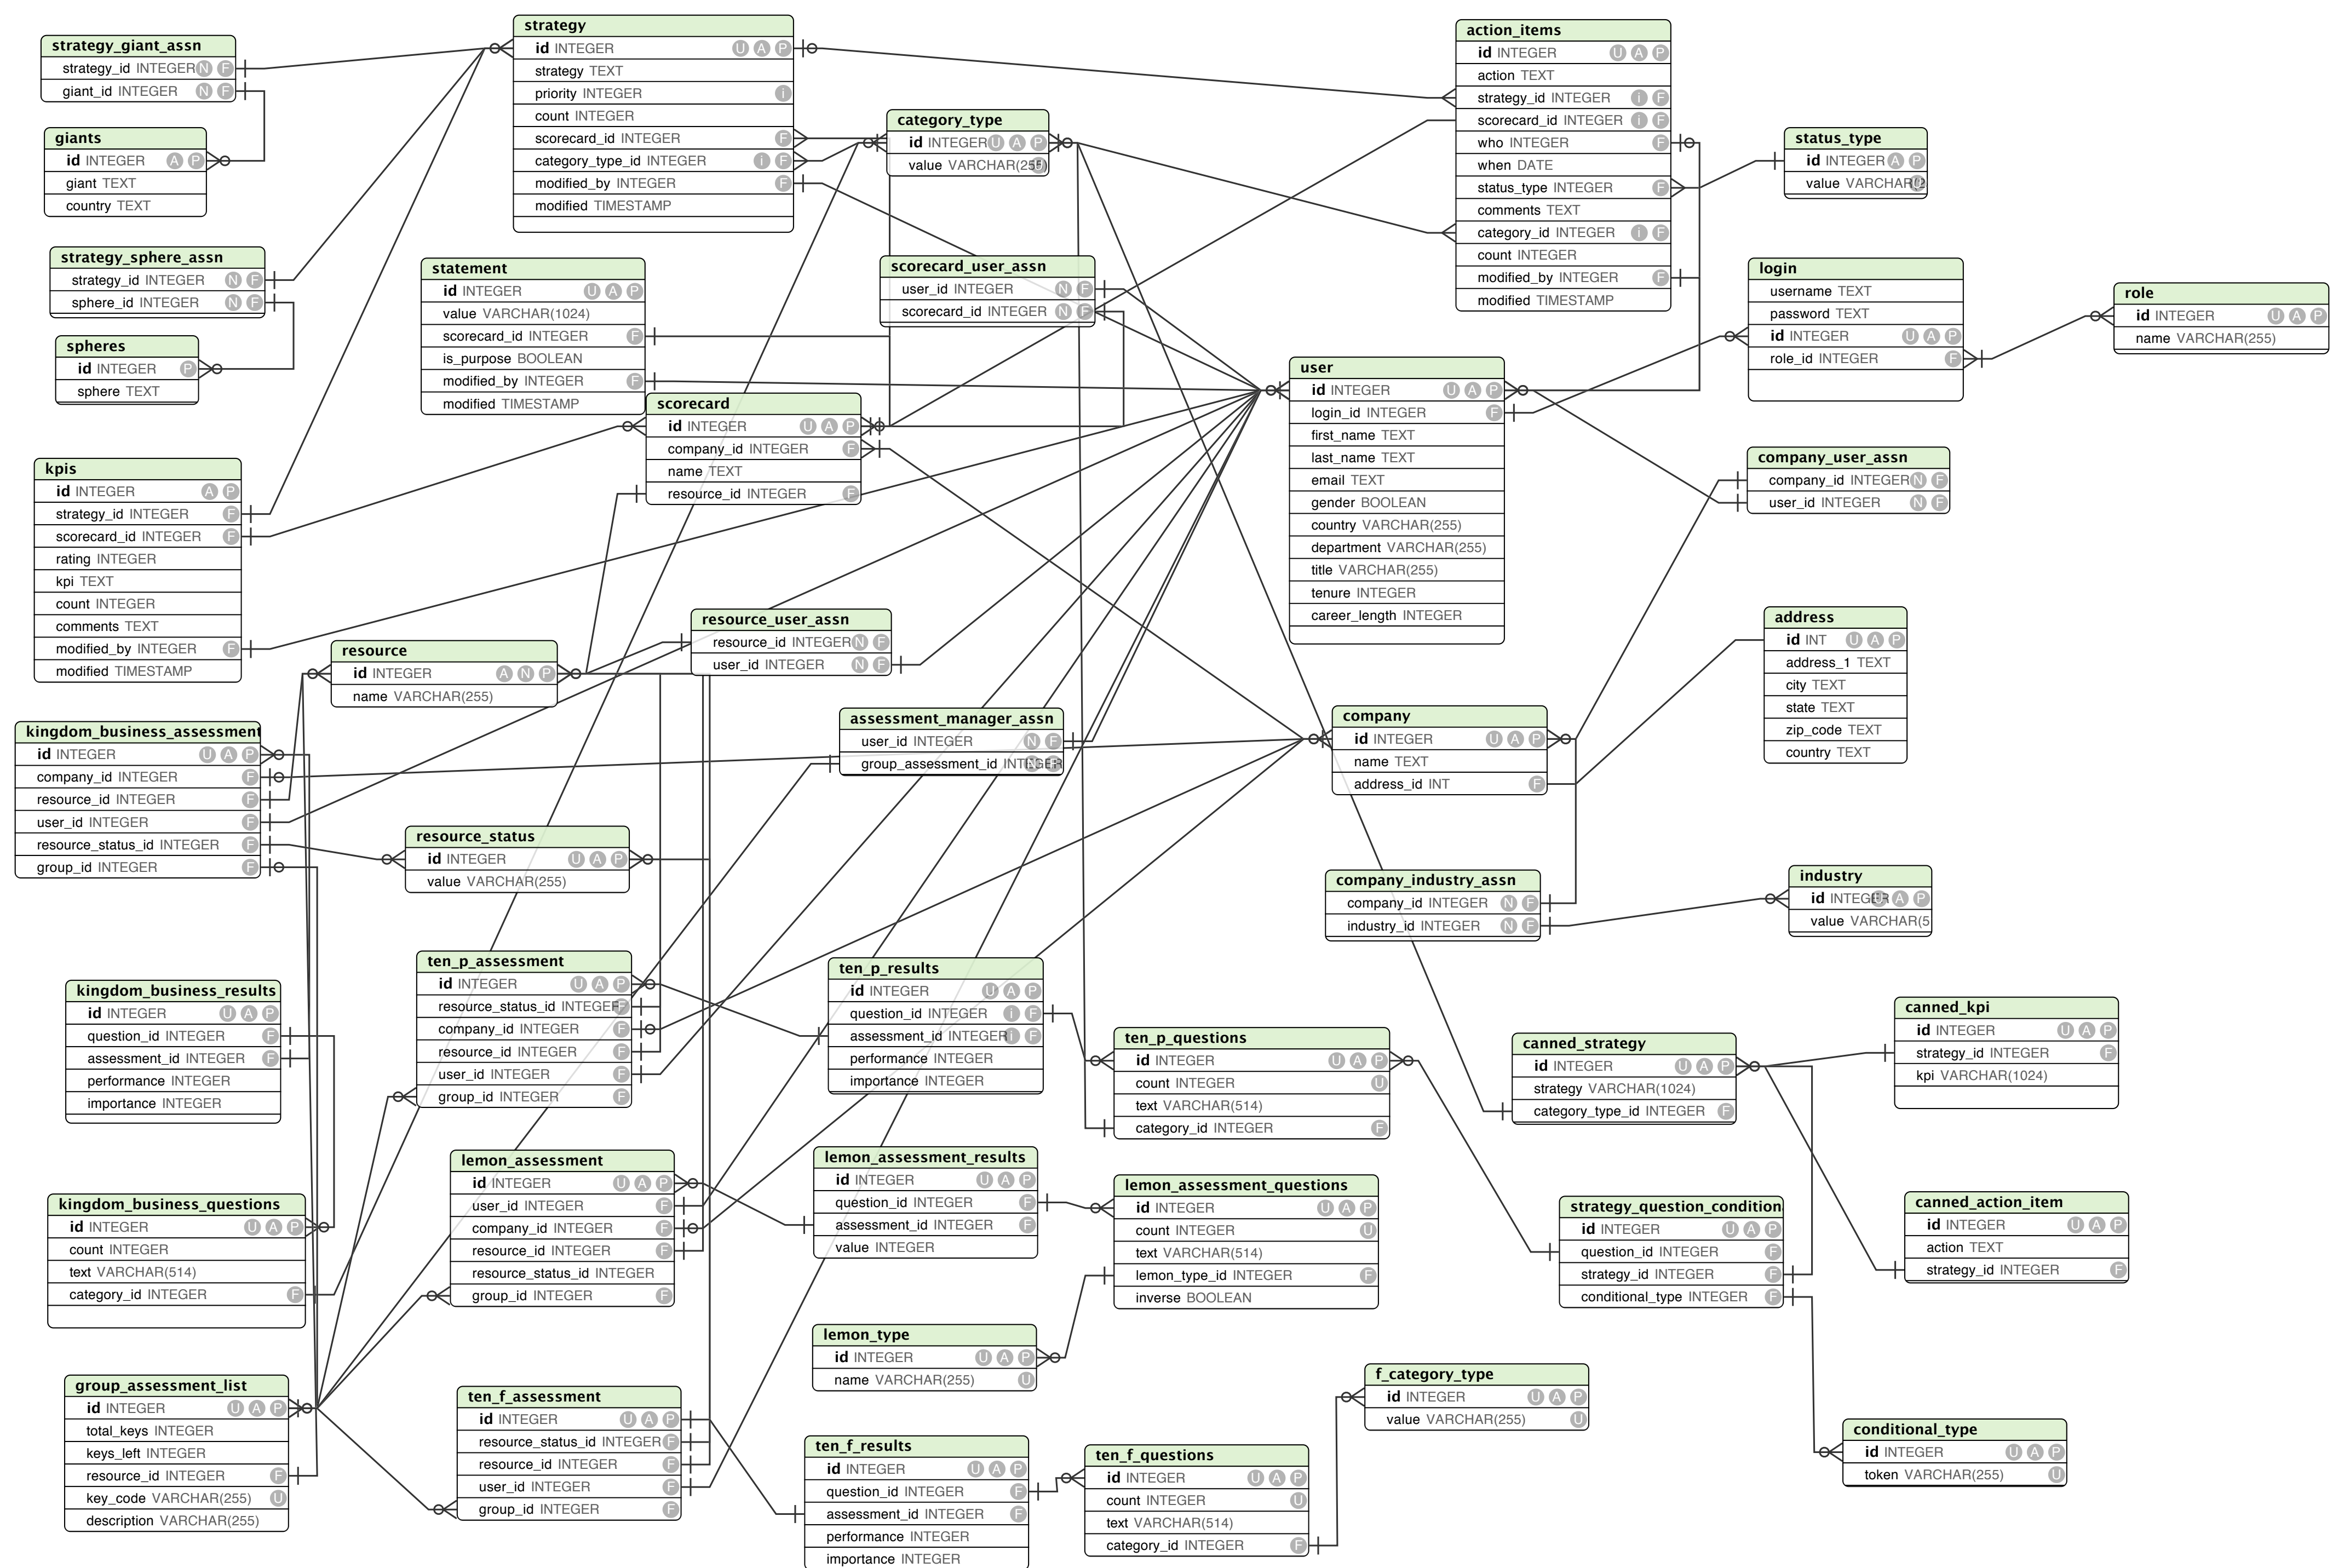 strategy
id INTEGER U A P
strategy TEXT
priority INTEGER i
count INTEGER
scorecard_id INTEGER F
category_type_id INTEGER i F
modified_by INTEGER F
modified TIMESTAMP
action_items
id INTEGER U A P
action TEXT
strategy_id INTEGER i F
scorecard_id INTEGER i F
who INTEGER F
when DATE
status_type INTEGER F
comments TEXT
category_id INTEGER i F
count INTEGER
modified_by INTEGER F
modified TIMESTAMP
strategy_giant_assn
strategy_id INTEGER N F
giant_id INTEGER N F
giants
id INTEGER A P
giant TEXT
country TEXT
category_type
id INTEGER U A P
value VARCHAR(255)
status_type
id INTEGER A P
value
strategy_sphere_assn
strategy_id INTEGER N F
sphere_id INTEGER N F
spheres
id INTEGER P
sphere TEXT
statement
id INTEGER U A P
value VARCHAR(1024)
scorecard_id INTEGER F
is_purpose BOOLEAN
modified_by INTEGER F
modified TIMESTAMP
scorecard_user_assn
user_id INTEGER N F
scorecard_id INTEGER N F
login
username TEXT
password TEXT
id INTEGER U A P
role_id INTEGER F
role
id INTEGER U A P
name VARCHAR(255)
scorecard
id INTEGER U A P
company_id INTEGER F
name TEXT
resource_id INTEGER F
user
id INTEGER U A P
login_id INTEGER F
first_name TEXT
last_name TEXT
email TEXT
gender BOOLEAN
country VARCHAR(255)
department VARCHAR(255)
title VARCHAR(255)
tenure INTEGER
career_length INTEGER
company_user_assn
company_id INTEGER N F
user_id INTEGER N F
kpis
id INTEGER A P
strategy_id INTEGER F
scorecard_id INTEGER F
rating INTEGER
kpi TEXT
count INTEGER
comments TEXT
modified_by INTEGER F
modified TIMESTAMP
resource_user_assn
resource_id INTEGER N F
user_id INTEGER N F
address
id INT U A P
address_1 TEXT
city TEXT
state TEXT
zip_code TEXT
country TEXT
resource
id INTEGER A N P
name VARCHAR(255)
kingdom_business_assessment
id INTEGER U A P
company_id INTEGER F
resource_id INTEGER F
user_id INTEGER F
resource_status_id INTEGER F
group_id INTEGER F
assessment_manager_assn
user_id INTEGER N F
group_assessment_id INTEGER
company
id INTEGER U A P
name TEXT
address_id INT F
resource_status
id INTEGER U A P
value VARCHAR(255)
company_industry_assn
company_id INTEGER N F
industry_id INTEGER N F
industry
id INTEGER U A P
value VARCHAR(5
ten_p_assessment
id INTEGER U A P
resource_status_id INTEGER F
company_id INTEGER F
resource_id INTEGER F
user_id INTEGER F
group_id INTEGER F
ten_p_results
id INTEGER U A P
question_id INTEGER i F
assessment_id INTEGER i F
performance INTEGER
importance INTEGER
kingdom_business_results
id INTEGER U A P
question_id INTEGER F
assessment_id INTEGER F
performance INTEGER
importance INTEGER
ten_p_questions
id INTEGER U A P
count INTEGER U
text VARCHAR(514)
category_id INTEGER F
canned_strategy
id INTEGER U A P
strategy VARCHAR(1024)
category_type_id INTEGER F
canned_kpi
id INTEGER U A P
strategy_id INTEGER F
kpi VARCHAR(1024)
lemon_assessment
id INTEGER U A P
user_id INTEGER F
company_id INTEGER F
resource_id INTEGER F
resource_status_id INTEGER
group_id INTEGER F
lemon_assessment_results
id INTEGER U A P
question_id INTEGER F
assessment_id INTEGER F
value INTEGER
lemon_assessment_questions
id INTEGER U A P
count INTEGER U
text VARCHAR(514)
lemon_type_id INTEGER F
inverse BOOLEAN
kingdom_business_questions
id INTEGER U A P
count INTEGER
text VARCHAR(514)
category_id INTEGER F
strategy_question_condition
id INTEGER U A P
question_id INTEGER F
strategy_id INTEGER F
conditional_type INTEGER F
canned_action_item
id INTEGER U A P
action TEXT
strategy_id INTEGER F
lemon_type
id INTEGER U A P
name VARCHAR(255) U
group_assessment_list
id INTEGER U A P
total_keys INTEGER
keys_left INTEGER
resource_id INTEGER F
key_code VARCHAR(255) U
description VARCHAR(255)
ten_f_assessment
id INTEGER U A P
resource_status_id INTEGER F
resource_id INTEGER F
user_id INTEGER F
group_id INTEGER F
f_category_type
id INTEGER U A P
value VARCHAR(255) U
ten_f_results
id INTEGER U A P
question_id INTEGER F
assessment_id INTEGER F
performance INTEGER
importance INTEGER
ten_f_questions
id INTEGER U A P
count INTEGER U
text VARCHAR(514)
category_id INTEGER F
conditional_type
id INTEGER U A P
token VARCHAR(255) U